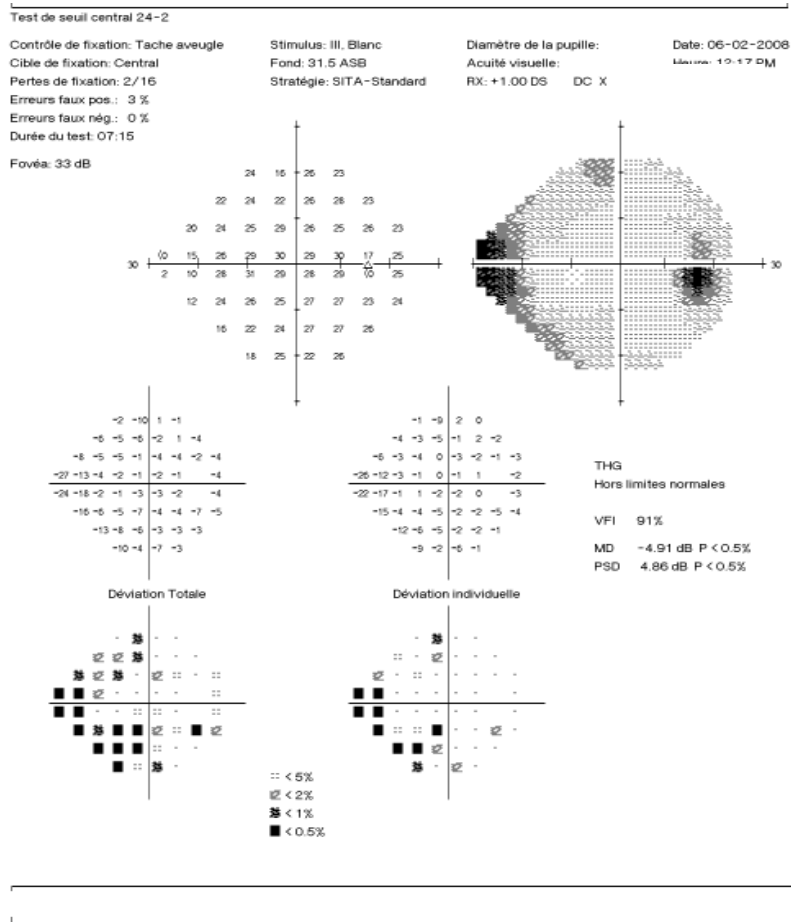 Test de seuil central 24-2
Contrôle de fixation: Tache aveugle Stimulus: III, Blanc Diamètre de la pupille: Date: 06-02-2008
Cible de fixation: Central Fond: 31.5 ASB Acuité visuelle: Heure: 12:17 PM
Pertes de fixation: 2/16 Stratégie: SITA-Standard RX: +1.00 DS DC X
Erreurs faux pos.: 3 %
Erreurs faux nég.: 0 %
Durée du test: 07:15
Fovéa: 33 dB
24 16 26 23
22 24 22 26 28 23
20 24 25 29 26 25 26 23
30 (0 15 26 29 30 29 30 17 25 30
2 10 28 31 29 28 29 (0 25
12 24 26 25 27 27 23 24
16 22 24 27 27 26
18 25 22 26
-2 -10 1 -1 -1 -9 2 0
-6 -5 -6 -2 1 -4 -4 -3 -5 -1 2 -2
-8 -5 -5 -1 -4 -4 -2 -4 -6 -3 -4 0 -3 -2 -1 -3
-27 -13 -4 -2 -1 -2 -1 -4 -26 -12 -3 -1 0 -1 1 -2
-24 -18 -2 -1 -3 -3 -2 -4 -22 -17 -1 1 -2 -2 0 -3
-16 -6 -5 -7 -4 -4 -7 -5 -15 -4 -4 -5 -2 -2 -5 -4
-13 -8 -6 -3 -3 -3 -12 -6 -5 -2 -2 -1
-10 -4 -7 -3 -9 -2 -6 -1
THG
Hors limites normales
VFI 91%
MD -4.91 dB P < 0.5%
PSD 4.86 dB P < 0.5%
Déviation Totale Déviation individuelle
< 5%
< 2%
< 1%
< 0.5%